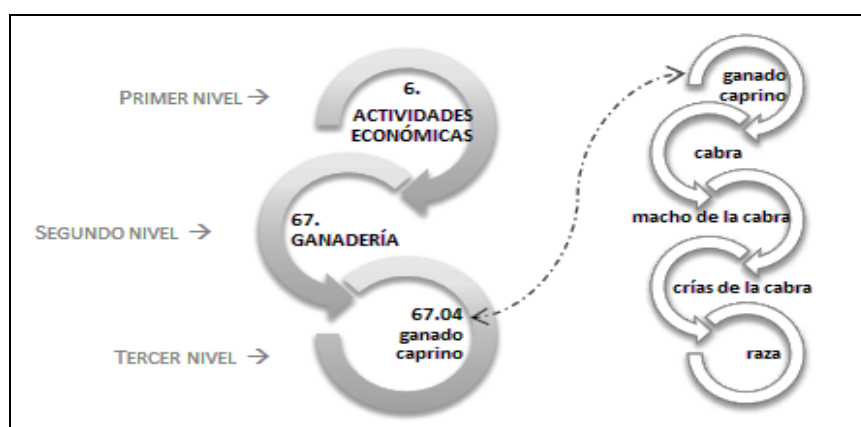 PRIMER NIVEL →
6.
ACTIVIDADES
ECONÓMICAS
SEGUNDO NIVEL →
67.
GANADERÍA
TERCER NIVEL →
67.04
ganado
caprino
ganado
caprino
cabra
macho de la cabra
crías de la cabra
raza